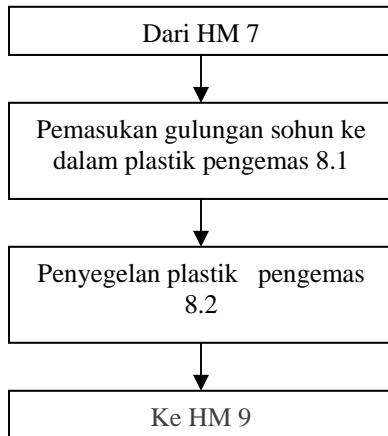 Dari HM 7
Pemasukan gulungan sohun ke
dalam plastik pengemas 8.1
Penyegelan plastik pengemas
8.2
Ke HM 9